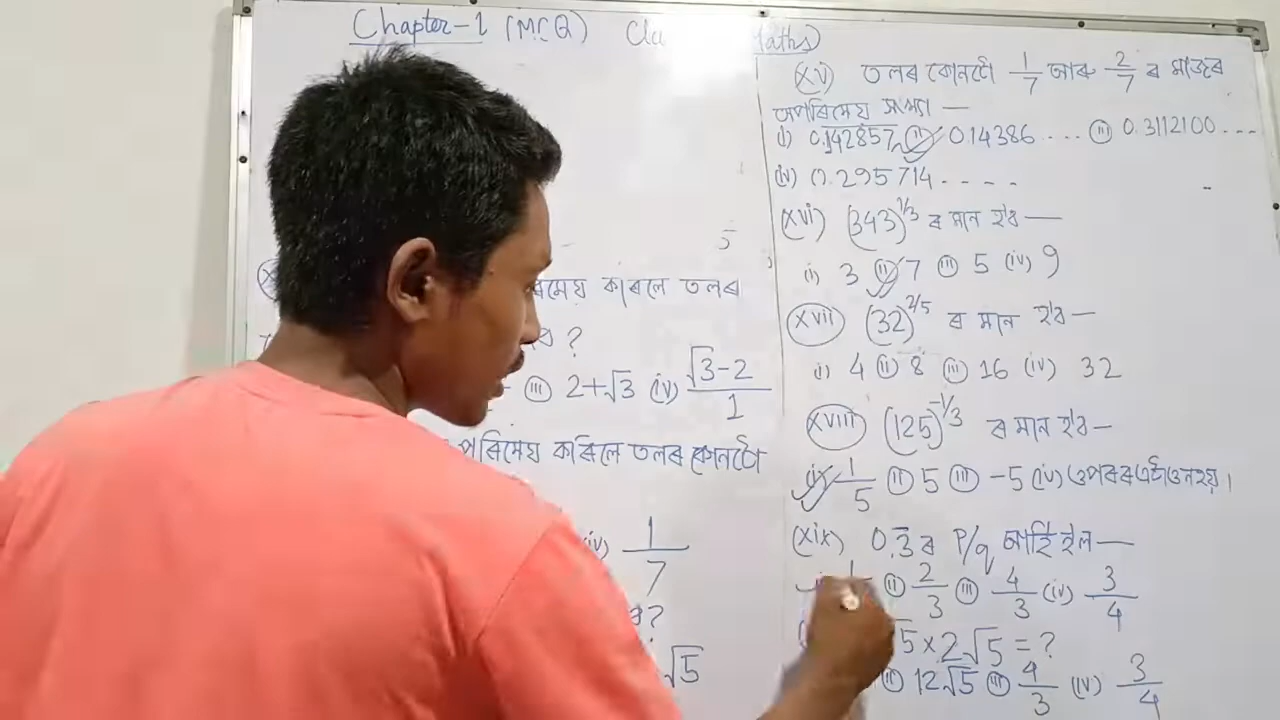 Chapter-1 (MCQ) Maths)
কৰিলে তলৰ
?
(iii) 2+√3 (iv) √3-2/1
কৰিলে তলৰ কোনটো
(iv) 1/7
?
√5
(xv) তলৰ কোনটো 1/7 আৰু 2/7 ৰ মাজৰ
অপৰিমেয় সংখ্যা —
(i) 0.142857 (ii) 0.14386 .... (iii) 0.3112100....
(iv) 0.295714.....
(xvi) (343)^1/3 ৰ মান হ'ব —
(i) 3 (ii) 7 (iii) 5 (iv) 9
(xvii) (32)^2/5 ৰ মান হ'ব —
(i) 4 (ii) 8 (iii) 16 (iv) 32
(xviii) (125)^-1/3 ৰ মান হ'ব —
(i) 1/5 (ii) 5 (iii) -5 (iv) ওপৰৰ এটাও নহয়।
(xix) 0.3̅ ৰ P/q আৰ্হি হ'ল —
(ii) 2/3 (iii) 4/3 (iv) 3/4
5×2√5 = ?
(ii) 12√5 (iii) 4/3 (iv) 3/4